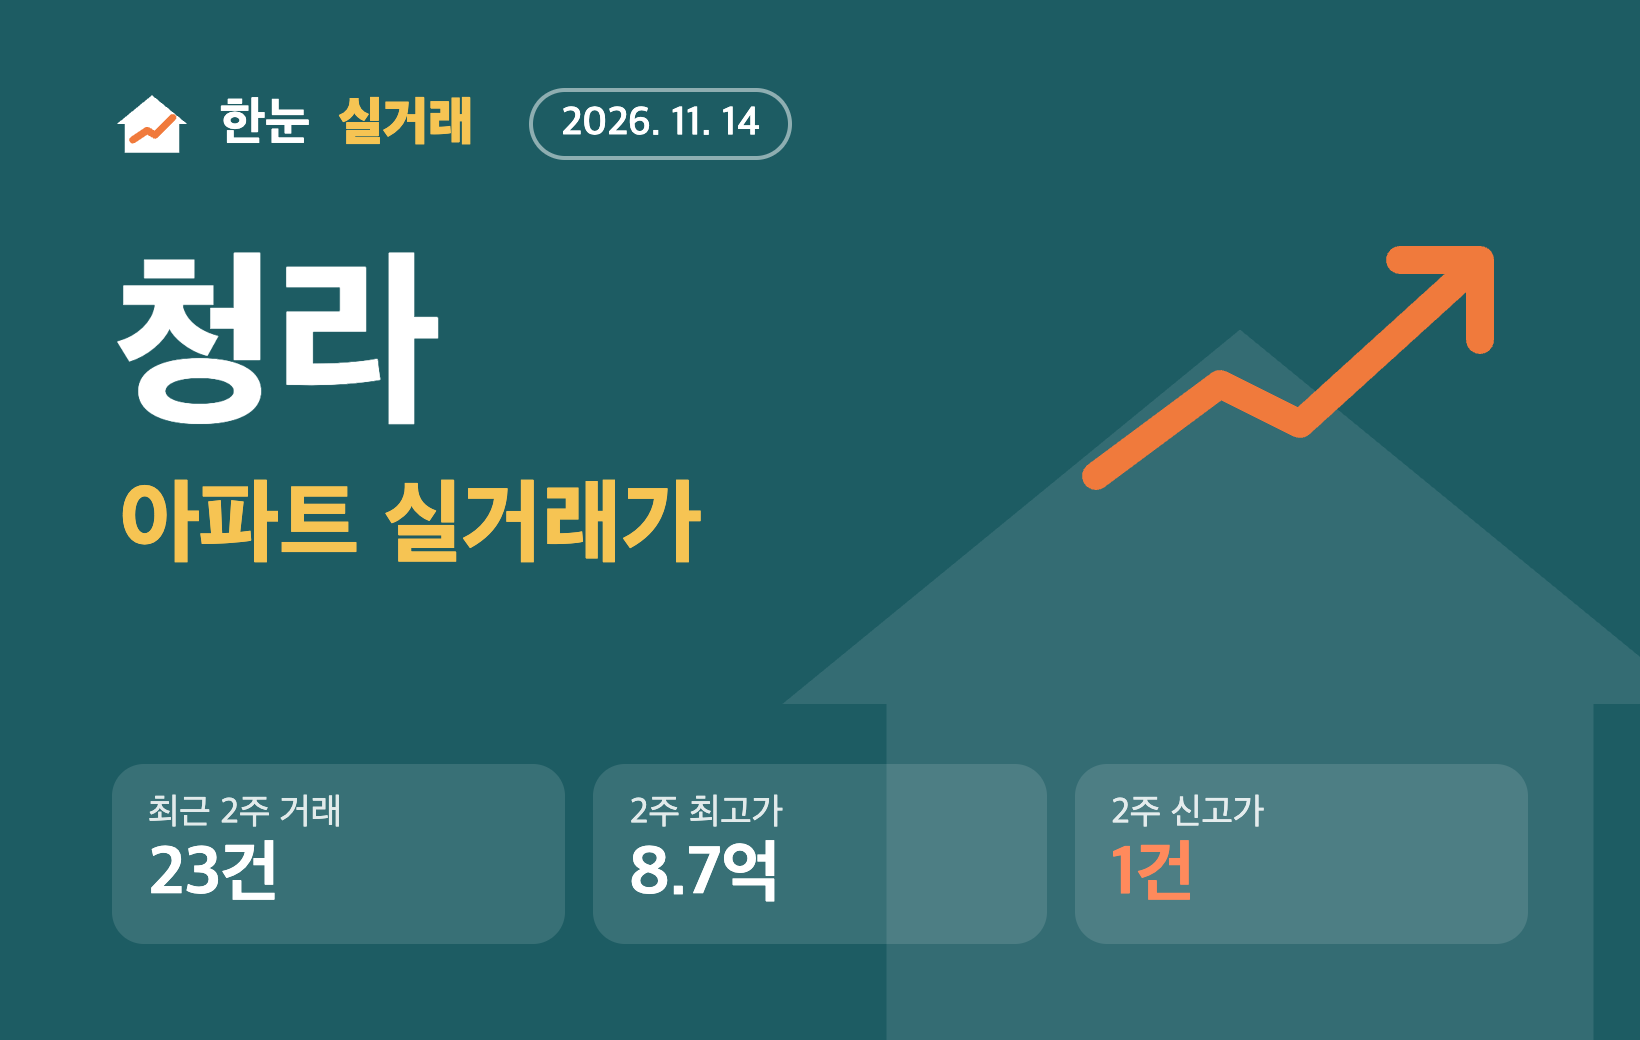 한눈 실거래 2026. 11. 14
청라
아파트 실거래가
최근 2주 거래
23건
2주 최고가
8.7억
2주 신고가
1건